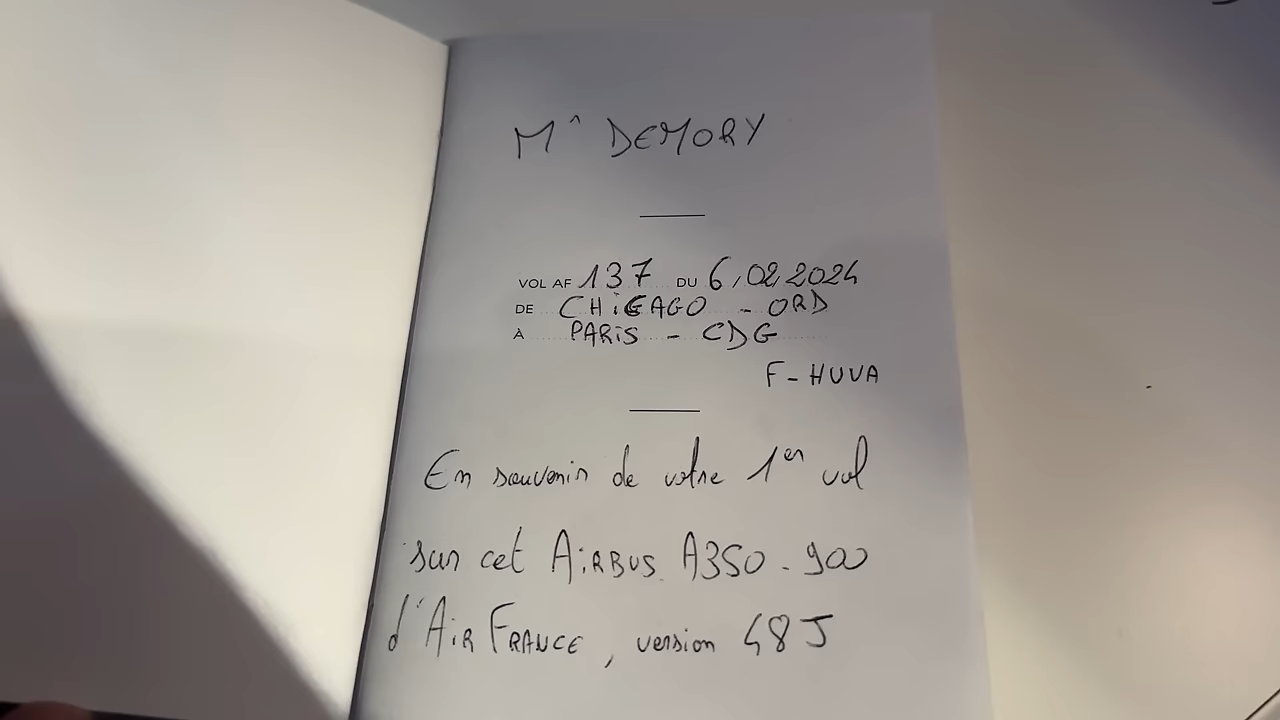 Mʳ DEMORY
VOL AF 137 DU 6/02/2024
DE CHICAGO - ORD
À PARIS - CDG
F-HUVA
En souvenir de votre 1er vol
sur cet AIRBUS A350-900
d'AIR FRANCE, version 48J